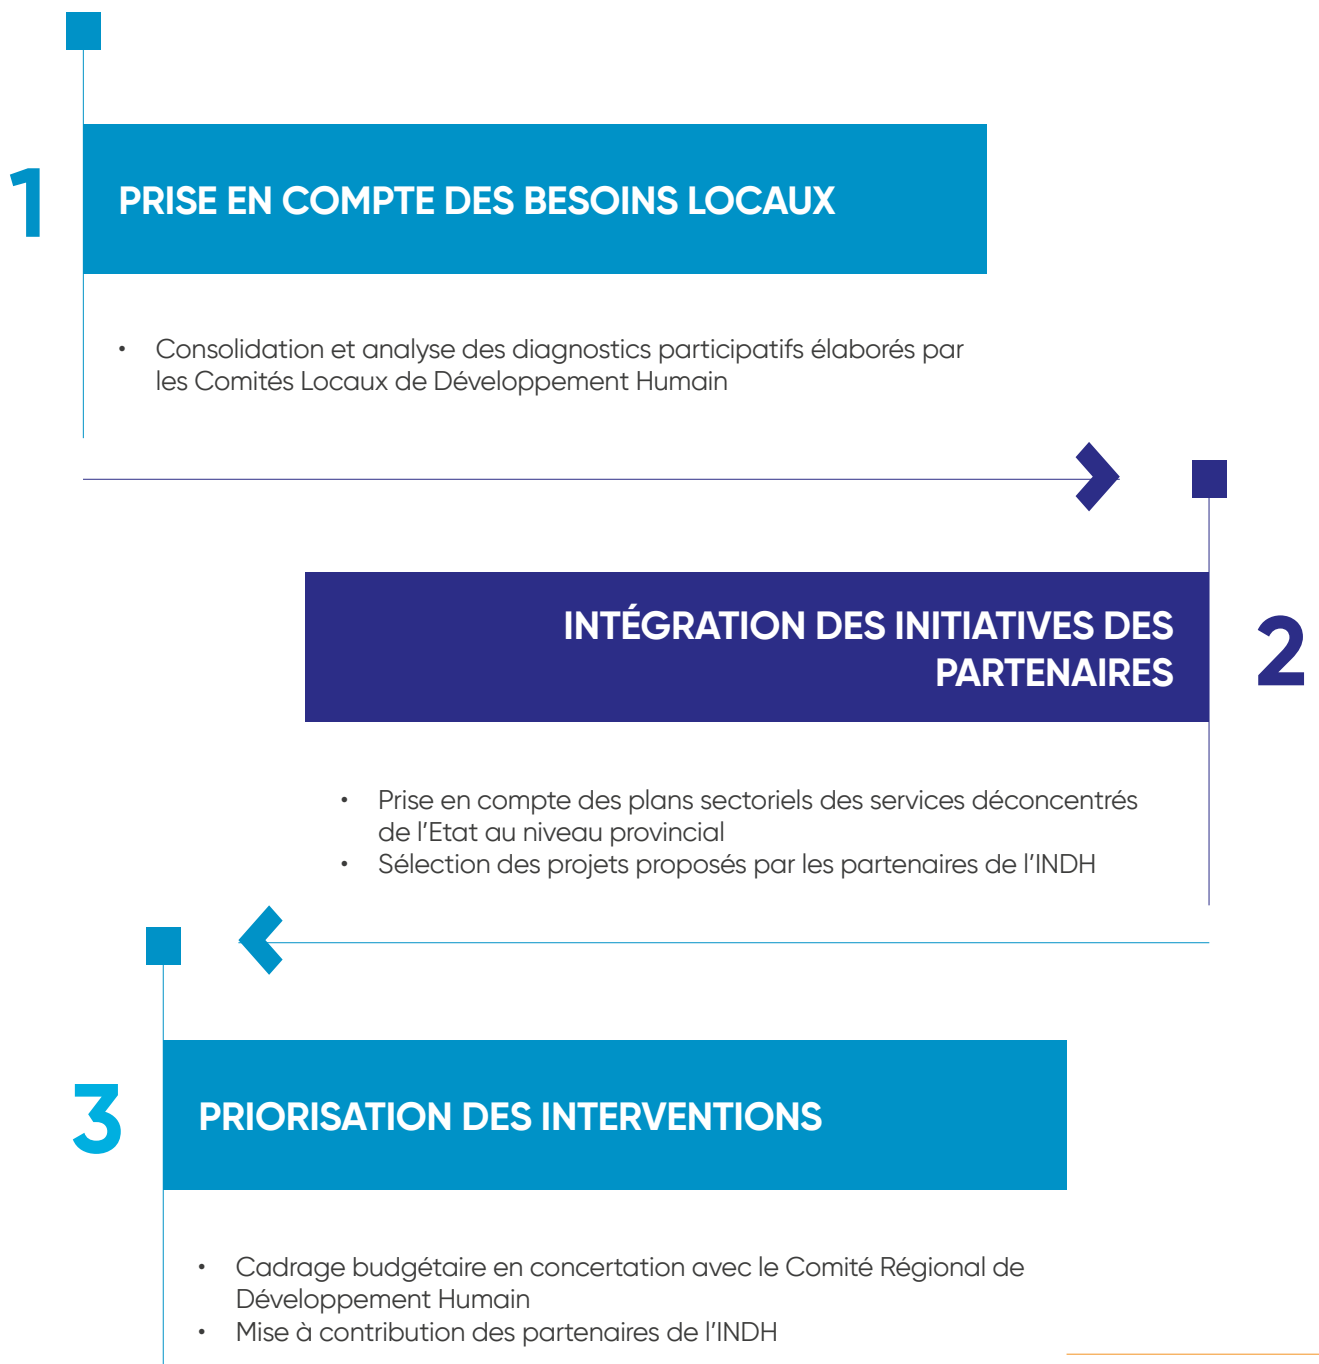 1
PRISE EN COMPTE DES BESOINS LOCAUX
• Consolidation et analyse des diagnostics participatifs élaborés par
les Comités Locaux de Développement Humain
INTÉGRATION DES INITIATIVES DES
PARTENAIRES
2
• Prise en compte des plans sectoriels des services déconcentrés
de l'Etat au niveau provincial
• Sélection des projets proposés par les partenaires de l'INDH
3
PRIORISATION DES INTERVENTIONS
• Cadrage budgétaire en concertation avec le Comité Régional de
Développement Humain
• Mise à contribution des partenaires de l'INDH